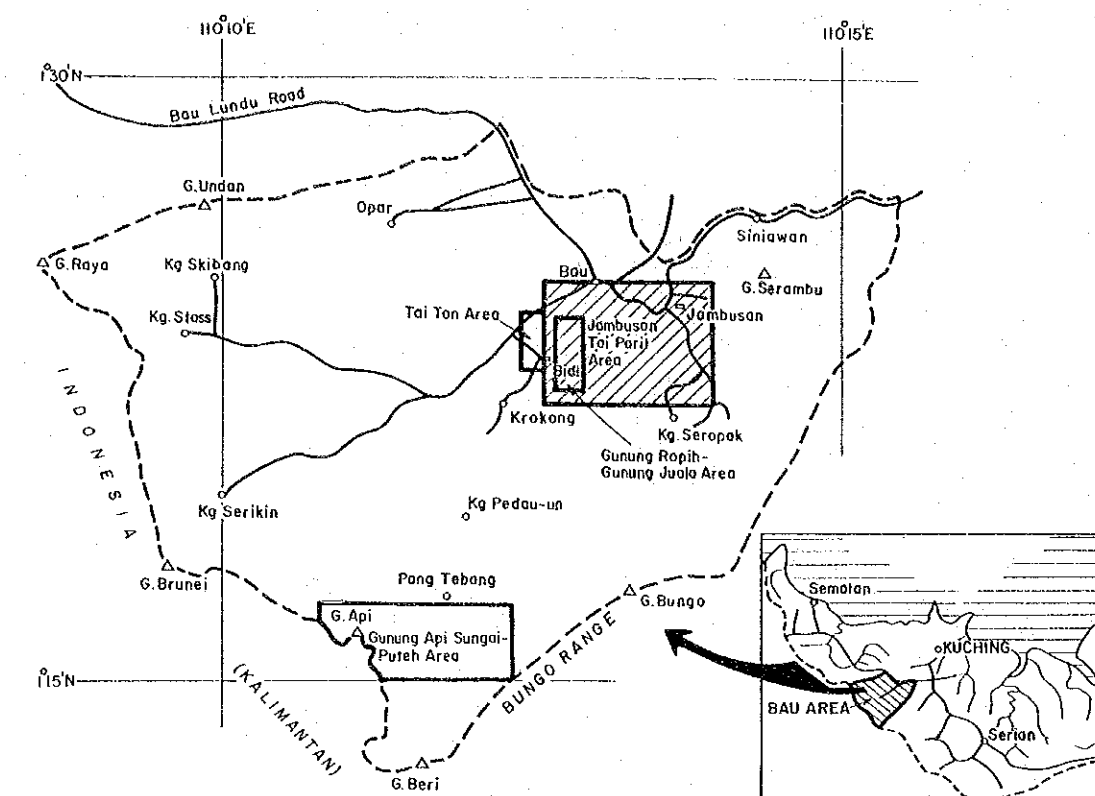 110°10'E
110°15'E
1°30'N
Bau Lundu Road
G.Undan
Opar
Siniawan
G.Raya
Kg Skibang
Bau
G.Serambu
Kg. Stass
Tai Ton Area
Jambusan
Jambusan
Tai Parit
Area
Bidi
Krokong
Kg. Seropak
Gunung Ropih-
Gunung Juala Area
INDONESIA
Kg Serikin
Kg Pedau-un
G.Brunei
Pang Tebang
G.Bungo
Sematan
G.Api
Gunung Api Sungai-
Puteh Area
KUCHING
1°15'N
(KALIMANTAN)
BUNGO RANGE
BAU AREA
Serian
G.Beri